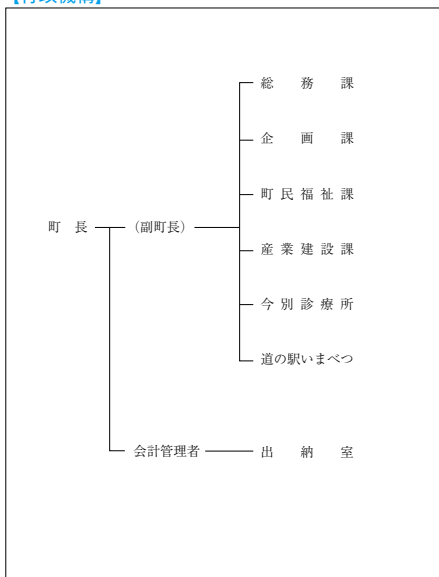 【行政機構】
総務課
企画課
町民福祉課
町長 (副町長)
産業建設課
今別診療所
道の駅いまべつ
会計管理者 出納室